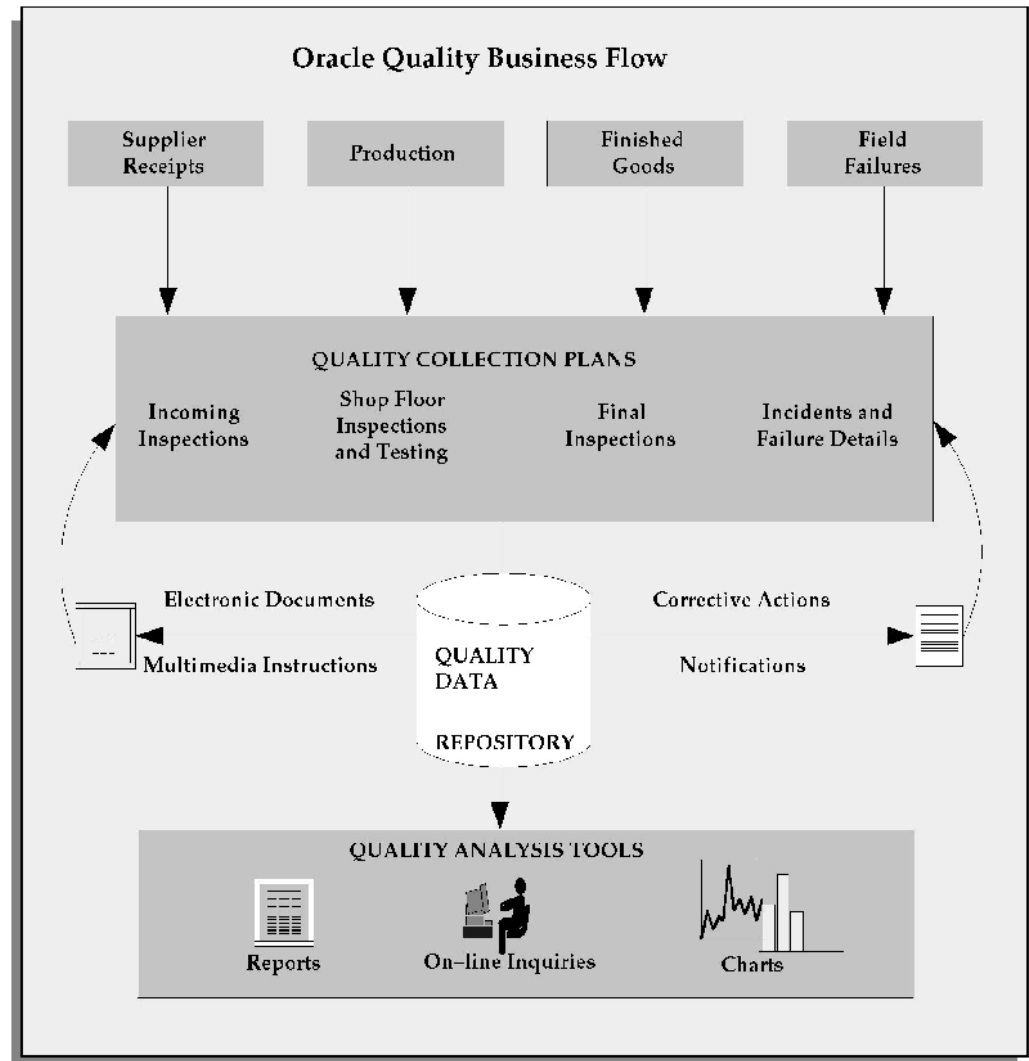 Oracle Quality Business Flow
Supplier
Receipts
Production
Finished
Goods
Field
Failures
QUALITY COLLECTION PLANS
Incoming
Inspections
Shop Floor
Inspections
and Testing
Final
Inspections
Incidents and
Failure Details
Electronic Documents
Multimedia Instructions
QUALITY
DATA
REPOSITORY
Corrective Actions
Notifications
QUALITY ANALYSIS TOOLS
Reports
On–line Inquiries
Charts